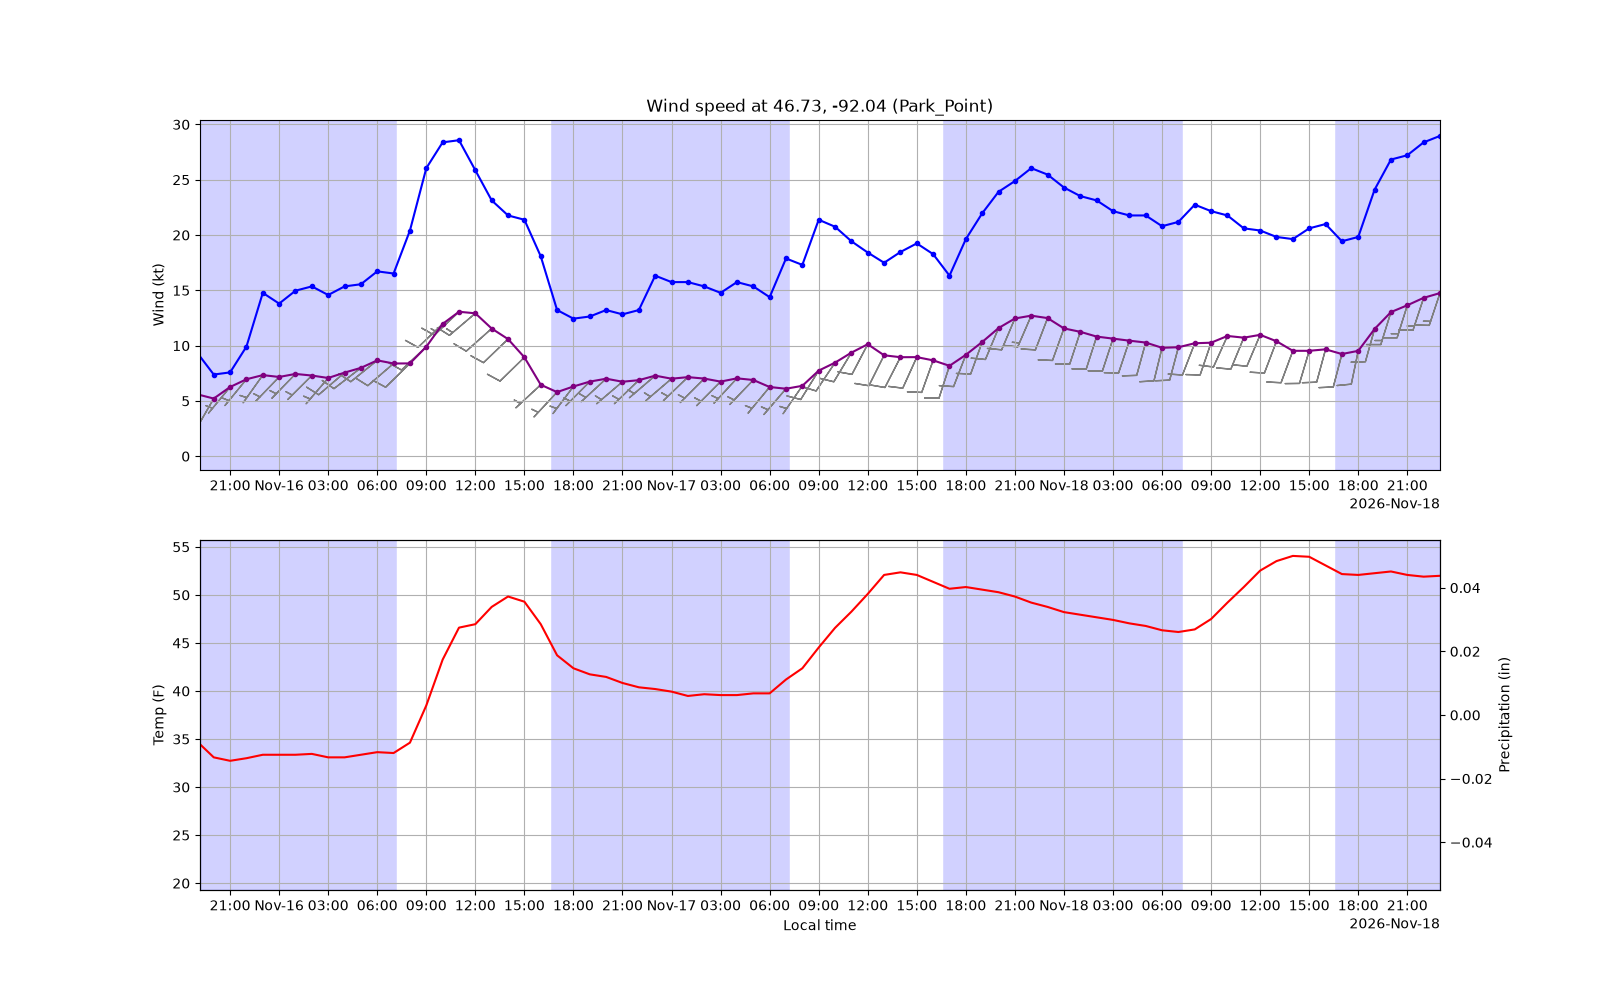 Wind speed at 46.73, -92.04 (Park_Point)
Wind (kt)
30
25
20
15
10
5
0
21:00 Nov-16 03:00 06:00 09:00 12:00 15:00 18:00 21:00 Nov-17 03:00 06:00 09:00 12:00 15:00 18:00 21:00 Nov-18 03:00 06:00 09:00 12:00 15:00 18:00 21:00
2026-Nov-18
Temp (F)
55
50
45
40
35
30
25
20
0.04
0.02
0.00
−0.02
−0.04
Precipitation (in)
21:00 Nov-16 03:00 06:00 09:00 12:00 15:00 18:00 21:00 Nov-17 03:00 06:00 09:00 12:00 15:00 18:00 21:00 Nov-18 03:00 06:00 09:00 12:00 15:00 18:00 21:00
Local time
2026-Nov-18